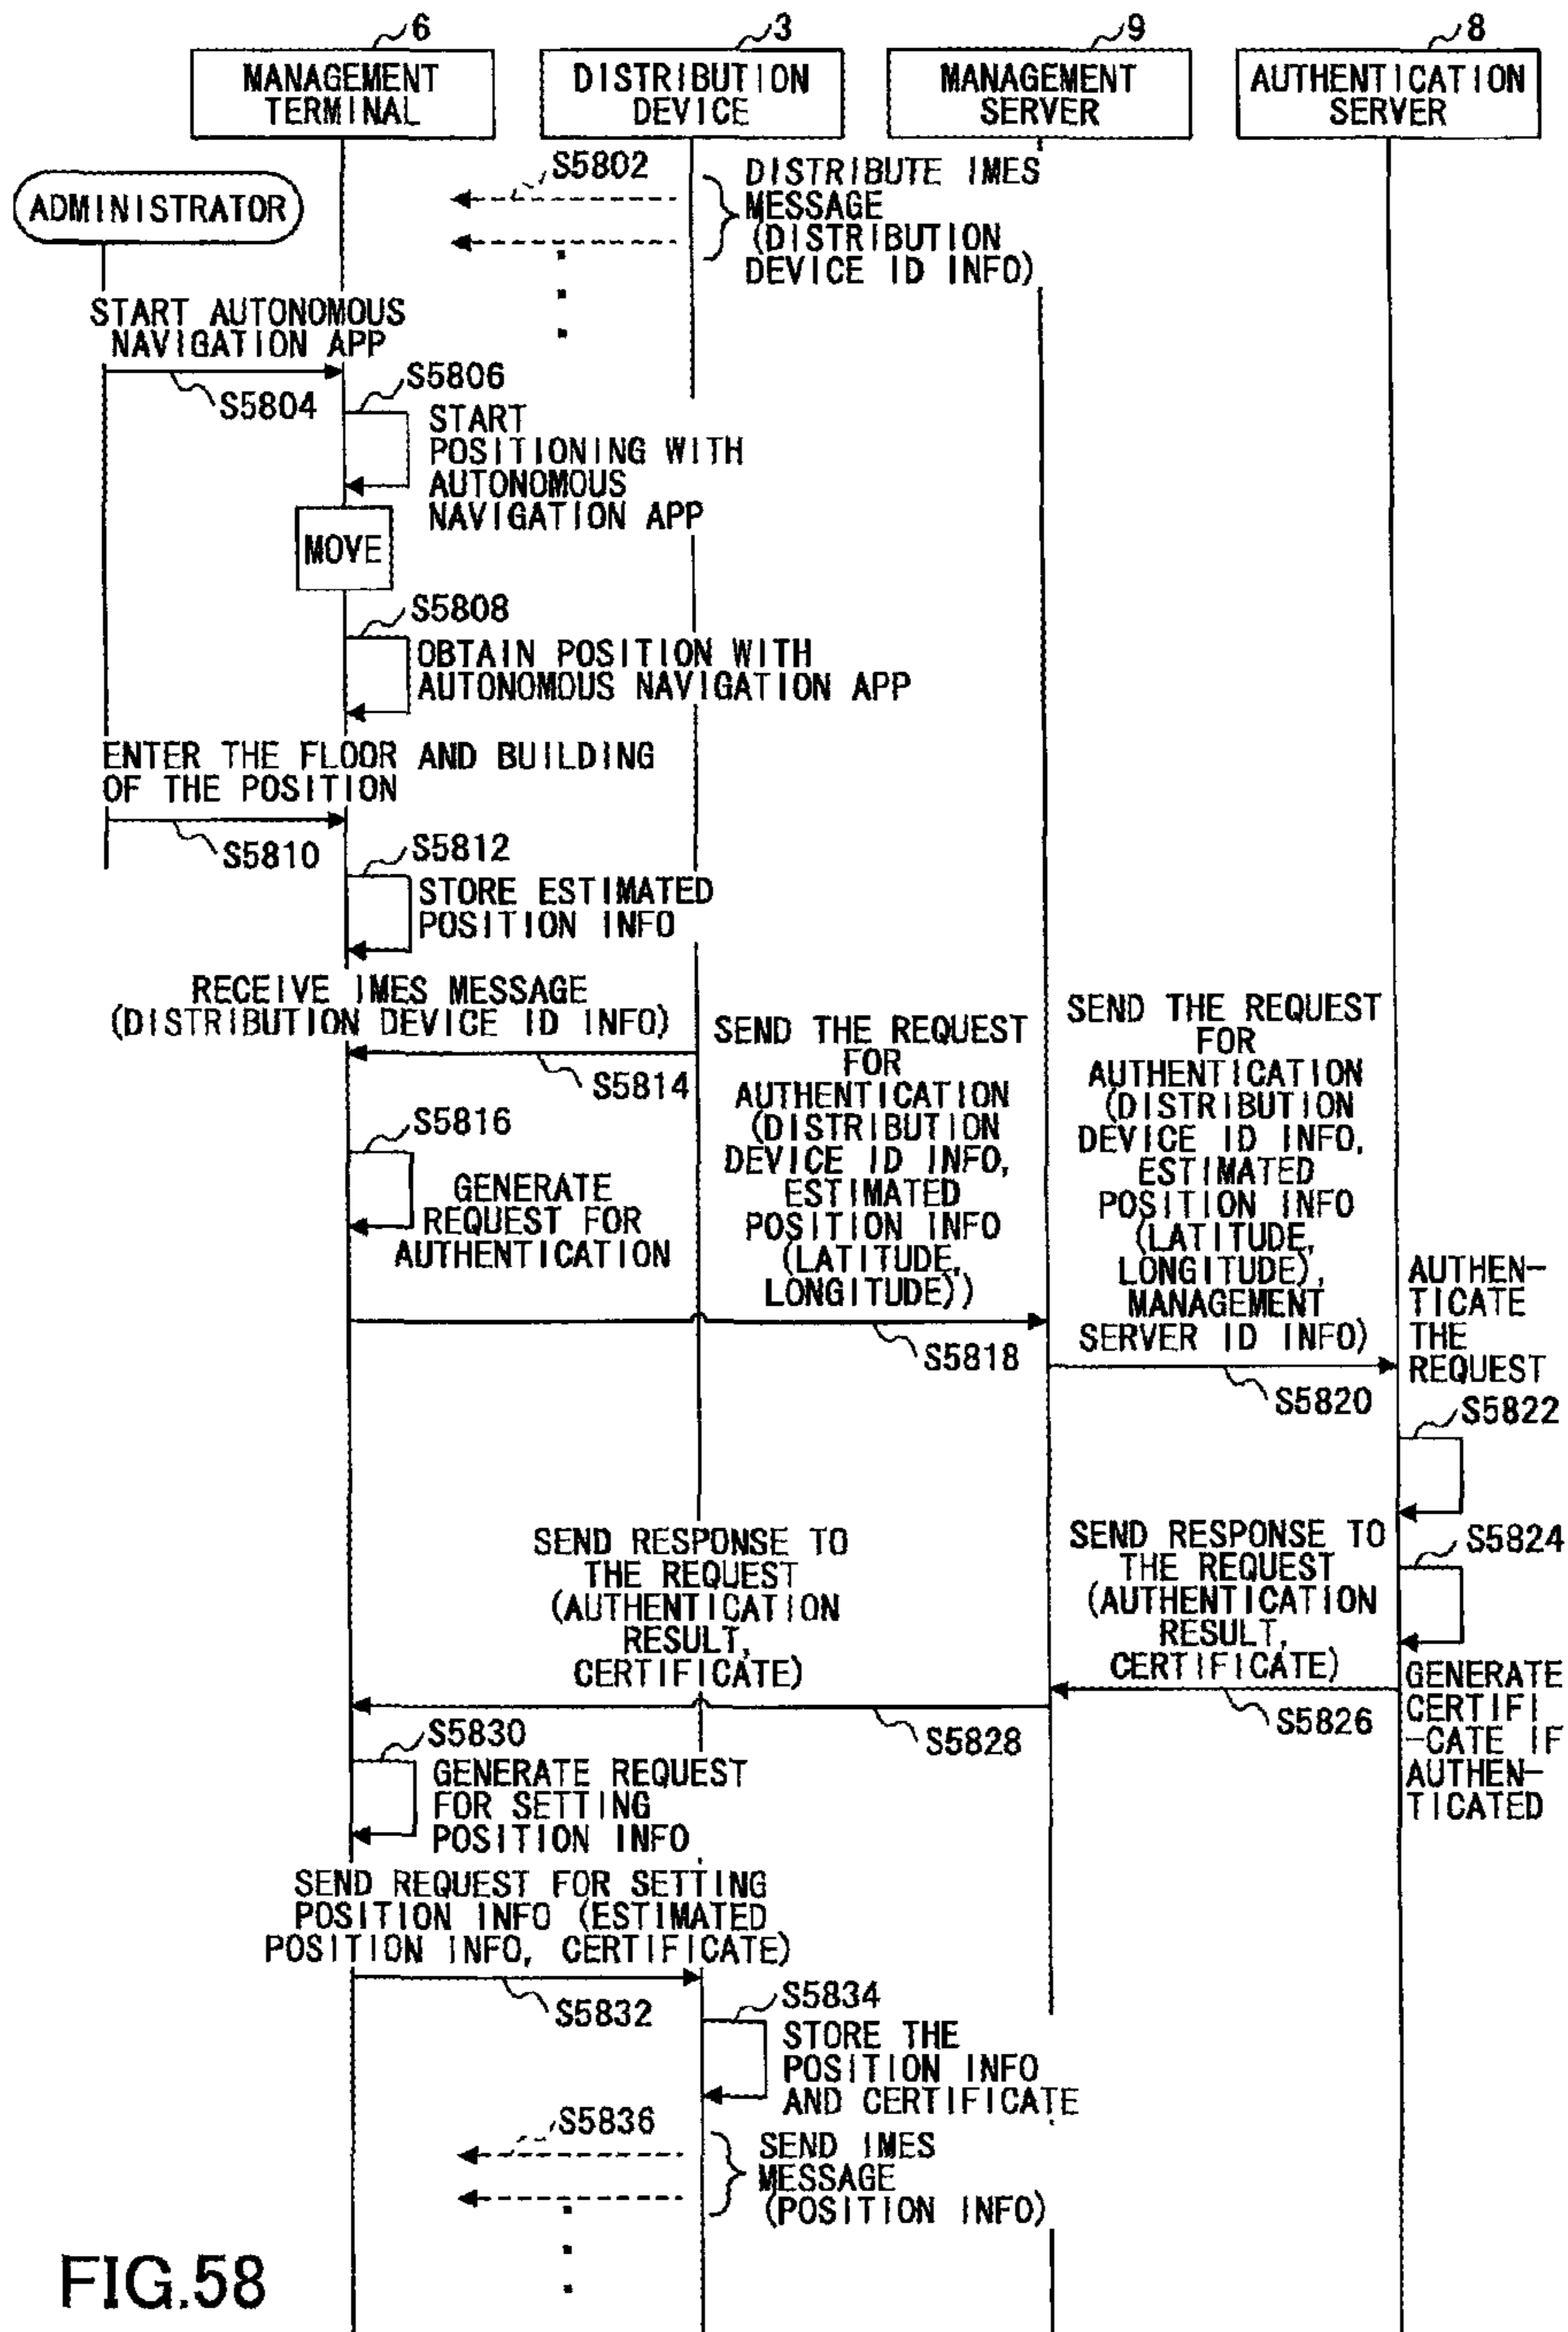 6
3
9
8
MANAGEMENT
TERMINAL
DISTRIBUTION
DEVICE
MANAGEMENT
SERVER
AUTHENTICATION
SERVER
ADMINISTRATOR
S5802
DISTRIBUTE IMES
MESSAGE
(DISTRIBUTION
DEVICE ID INFO)
START AUTONOMOUS
NAVIGATION APP
S5804
S5806
START
POSITIONING WITH
AUTONOMOUS
NAVIGATION APP
MOVE
S5808
OBTAIN POSITION WITH
AUTONOMOUS NAVIGATION APP
ENTER THE FLOOR AND BUILDING
OF THE POSITION
S5810
S5812
STORE ESTIMATED
POSITION INFO
RECEIVE IMES MESSAGE
(DISTRIBUTION DEVICE ID INFO)
S5814
S5816
GENERATE
REQUEST FOR
AUTHENTICATION
SEND THE REQUEST
FOR
AUTHENTICATION
(DISTRIBUTION
DEVICE ID INFO,
ESTIMATED
POSITION INFO
(LATITUDE,
LONGITUDE))
S5818
SEND THE REQUEST
FOR
AUTHENTICATION
(DISTRIBUTION
DEVICE ID INFO,
ESTIMATED
POSITION INFO
(LATITUDE,
LONGITUDE),
MANAGEMENT
SERVER ID INFO)
S5820
AUTHEN-
TICATE
THE
REQUEST
S5822
S5824
GENERATE
CERTIFI
-CATE IF
AUTHEN-
TICATED
SEND RESPONSE TO
THE REQUEST
(AUTHENTICATION
RESULT,
CERTIFICATE)
S5826
SEND RESPONSE TO
THE REQUEST
(AUTHENTICATION
RESULT,
CERTIFICATE)
S5828
S5830
GENERATE REQUEST
FOR SETTING
POSITION INFO
SEND REQUEST FOR SETTING
POSITION INFO (ESTIMATED
POSITION INFO, CERTIFICATE)
S5832
S5834
STORE THE
POSITION INFO
AND CERTIFICATE
S5836
SEND IMES
MESSAGE
(POSITION INFO)
FIG.58